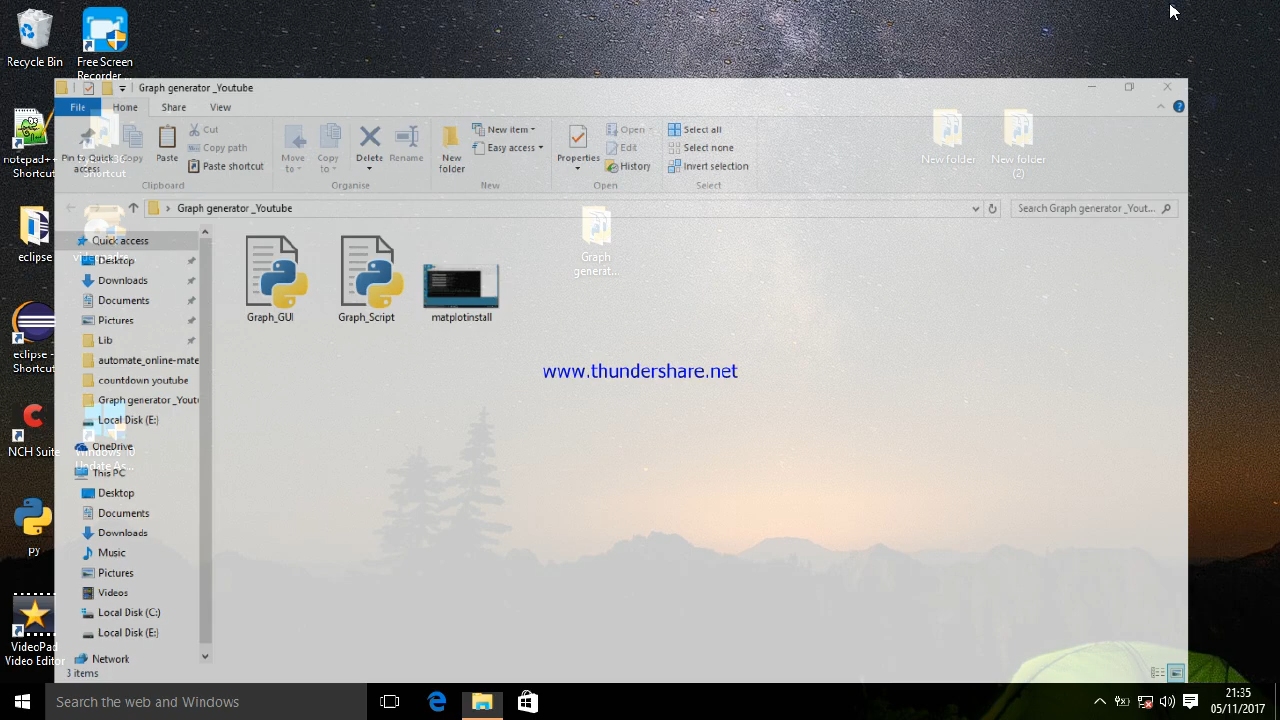 Recycle Bin
Free Screen
Recorder ...
Graph generator _Youtube
File
Home
Share
View
Pin to Quick
access
Copy
Paste
Cut
Copy path
Paste shortcut
Clipboard
Move
to
Copy
to
Delete
Rename
Organise
New
folder
New item
Easy access
New
Properties
Open
Edit
History
Open
Select all
Select none
Invert selection
Select
notepad++
Shortcut
Shortcut
New folder
New folder
(2)
Graph generator _Youtube
Search Graph generator _Yout...
eclipse
Quick access
Desktop
Downloads
Documents
Pictures
Lib
automate_online-mate
countdown youtube
Graph generator _Yout
Local Disk (E:)
OneDrive
This PC
Desktop
Documents
Downloads
Music
Pictures
Videos
Local Disk (C:)
Local Disk (E:)
Network
3 items
Graph_GUI
Graph_Script
matplotinstall
Graph
generat...
www.thundershare.net
eclipse -
Shortcut
NCH Suite
Windows 10
Update As...
py
VideoPad
Video Editor
Search the web and Windows
21:35
05/11/2017